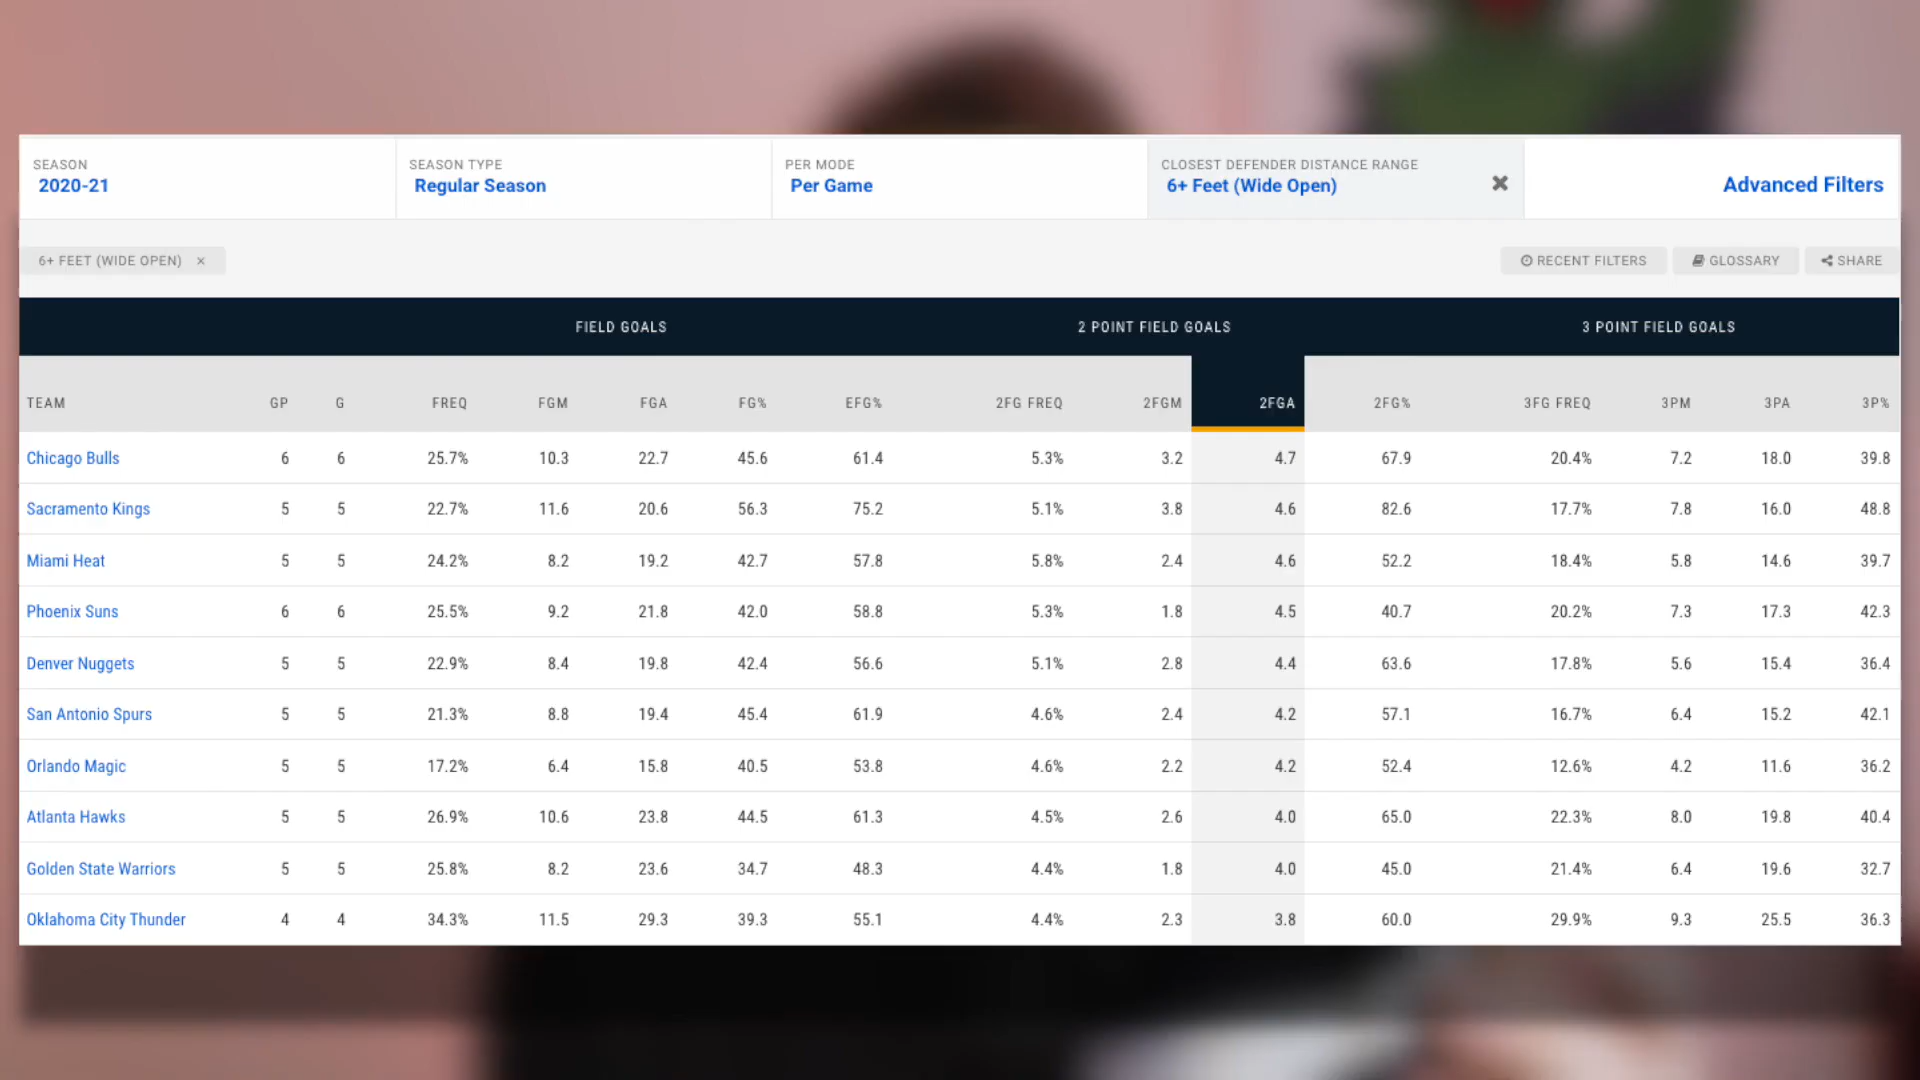 SEASON SEASON TYPE PER MODE CLOSEST DEFENDER DISTANCE RANGE
2020-21 Regular Season Per Game 6+ Feet (Wide Open) ✖ Advanced Filters
6+ FEET (WIDE OPEN) × RECENT FILTERS GLOSSARY SHARE
FIELD GOALS 2 POINT FIELD GOALS 3 POINT FIELD GOALS
TEAM GP G FREQ FGM FGA FG% EFG% 2FG FREQ 2FGM 2FGA 2FG% 3FG FREQ 3PM 3PA 3P%
Chicago Bulls 6 6 25.7% 10.3 22.7 45.6 61.4 5.3% 3.2 4.7 67.9 20.4% 7.2 18.0 39.8
Sacramento Kings 5 5 22.7% 11.6 20.6 56.3 75.2 5.1% 3.8 4.6 82.6 17.7% 7.8 16.0 48.8
Miami Heat 5 5 24.2% 8.2 19.2 42.7 57.8 5.8% 2.4 4.6 52.2 18.4% 5.8 14.6 39.7
Phoenix Suns 6 6 25.5% 9.2 21.8 42.0 58.8 5.3% 1.8 4.5 40.7 20.2% 7.3 17.3 42.3
Denver Nuggets 5 5 22.9% 8.4 19.8 42.4 56.6 5.1% 2.8 4.4 63.6 17.8% 5.6 15.4 36.4
San Antonio Spurs 5 5 21.3% 8.8 19.4 45.4 61.9 4.6% 2.4 4.2 57.1 16.7% 6.4 15.2 42.1
Orlando Magic 5 5 17.2% 6.4 15.8 40.5 53.8 4.6% 2.2 4.2 52.4 12.6% 4.2 11.6 36.2
Atlanta Hawks 5 5 26.9% 10.6 23.8 44.5 61.3 4.5% 2.6 4.0 65.0 22.3% 8.0 19.8 40.4
Golden State Warriors 5 5 25.8% 8.2 23.6 34.7 48.3 4.4% 1.8 4.0 45.0 21.4% 6.4 19.6 32.7
Oklahoma City Thunder 4 4 34.3% 11.5 29.3 39.3 55.1 4.4% 2.3 3.8 60.0 29.9% 9.3 25.5 36.3